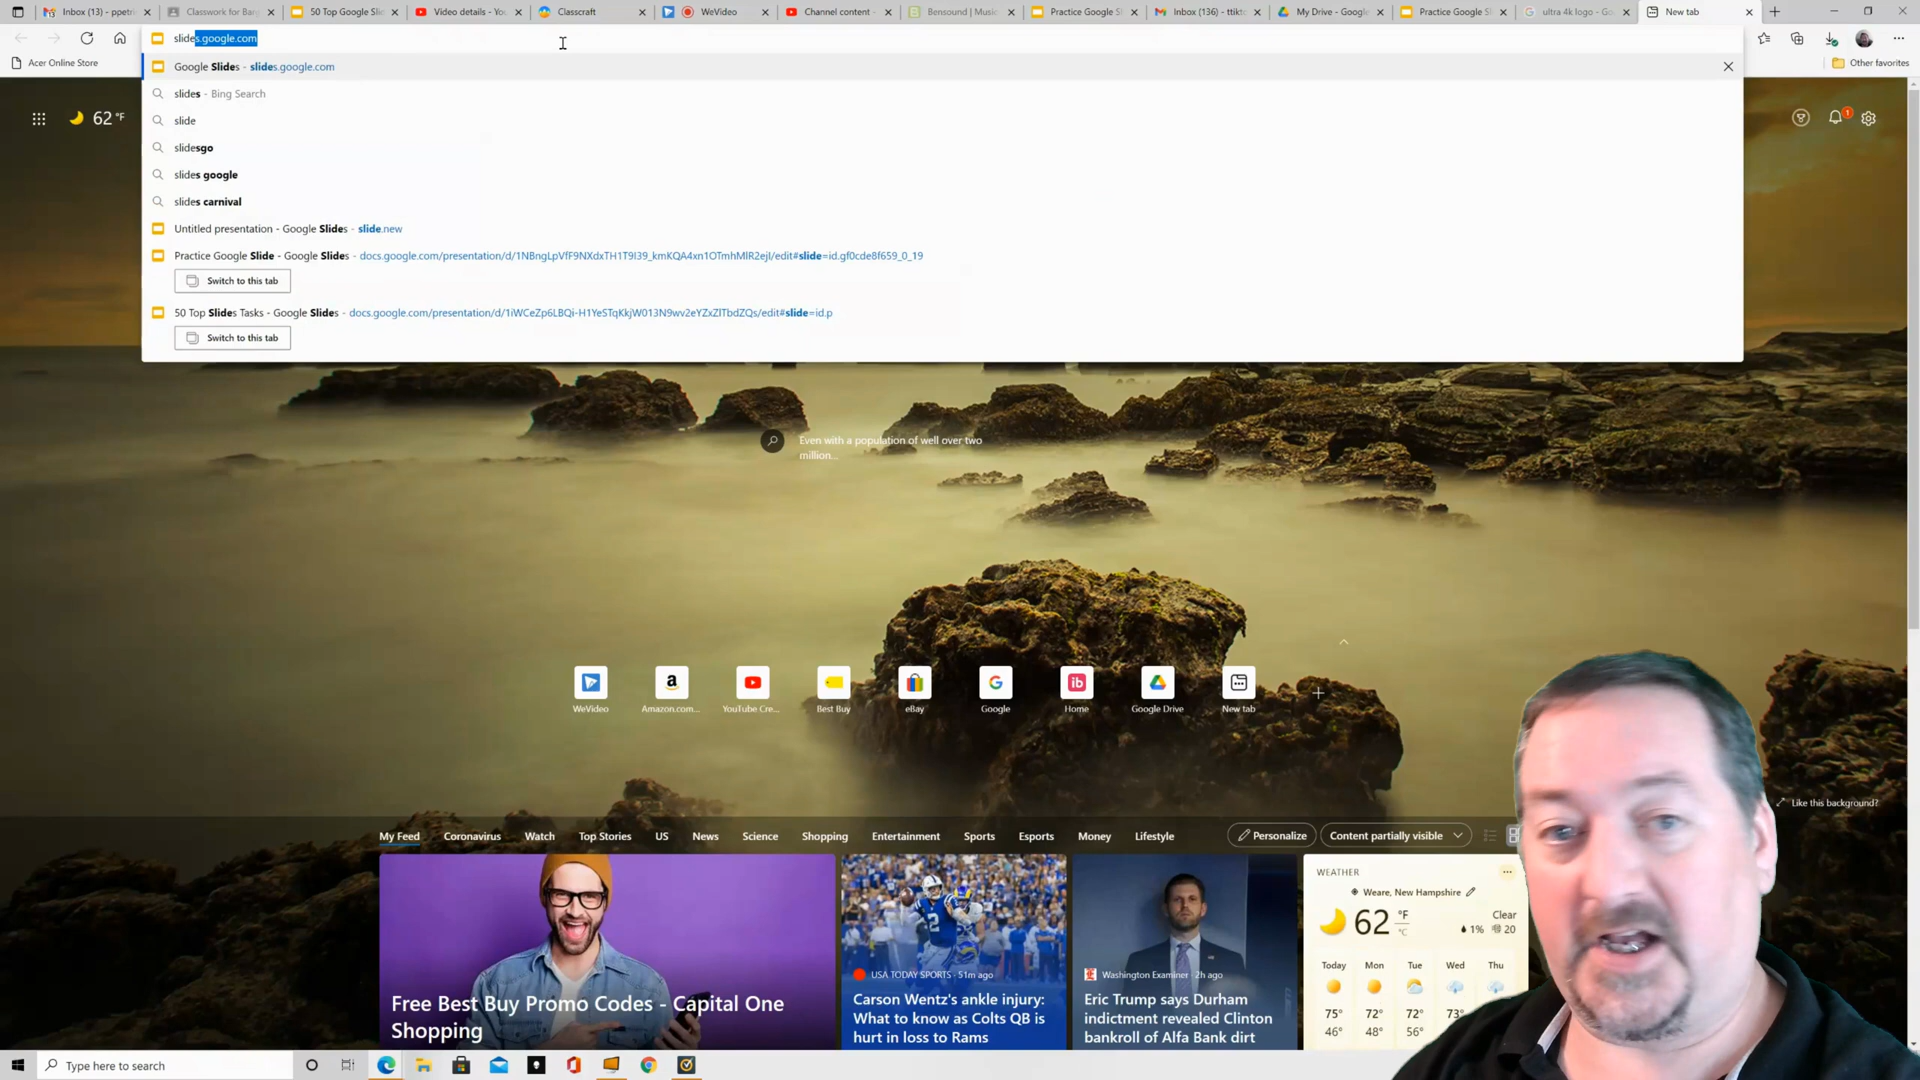 Inbox (13) - ppetri
Classwork for Barg
50 Top Google Slic
Video details - You
Classcraft
WeVideo
Channel content -
Bensound | Music
Practice Google Sl
Inbox (136) - ttikt
My Drive - Google
Practice Google Sl
ultra 4k logo - Go
New tab
slides.google.com
Acer Online Store
Other favorites
Google Slides - slides.google.com
slides - Bing Search
slide
slidesgo
slides google
slides carnival
Untitled presentation - Google Slides - slide.new
Practice Google Slide - Google Slides - docs.google.com/presentation/d/1NBngLpVfF9NXdxTH1T9I39_kmKQA4xn1OTmhMlR2ejI/edit#slide=id.gf0cde8f659_0_19
Switch to this tab
50 Top Slides Tasks - Google Slides - docs.google.com/presentation/d/1iWCeZp6LBQi-H1YeSTqKkjW013N9wv2eYZxZlTbdZQs/edit#slide=id.p
Switch to this tab
62 °F
1
Even with a population of well over two
million...
WeVideo
Amazon.com...
YouTube Cre...
Best Buy
eBay
Google
Home
Google Drive
New tab
Like this background?
My Feed
Coronavirus
Watch
Top Stories
US
News
Science
Shopping
Entertainment
Sports
Esports
Money
Lifestyle
Personalize
Content partially visible
Free Best Buy Promo Codes - Capital One
Shopping
USA TODAY SPORTS · 51m ago
Carson Wentz's ankle injury:
What to know as Colts QB is
hurt in loss to Rams
Washington Examiner · 2h ago
Eric Trump says Durham
indictment revealed Clinton
bankroll of Alfa Bank dirt
WEATHER
Weare, New Hampshire
62 °F
°C
Clear
1% 20
Today Mon Tue Wed Thu
75° 72° 72° 73°
46° 48° 56°
Type here to search